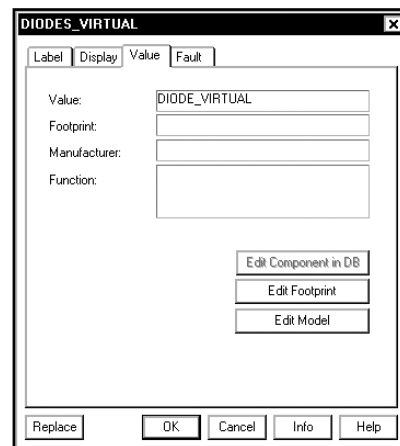 DIODES_VIRTUAL
Label Display Value Fault
Value: DIODE_VIRTUAL
Footprint:
Manufacturer:
Function:
Edit Component in DB
Edit Footprint
Edit Model
Replace OK Cancel Info Help